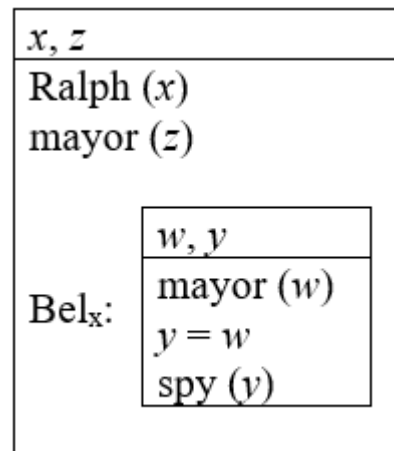 x, z
Ralph (x)
mayor (z)
w, y
mayor (w)
Belx:
y = w
spy (y)